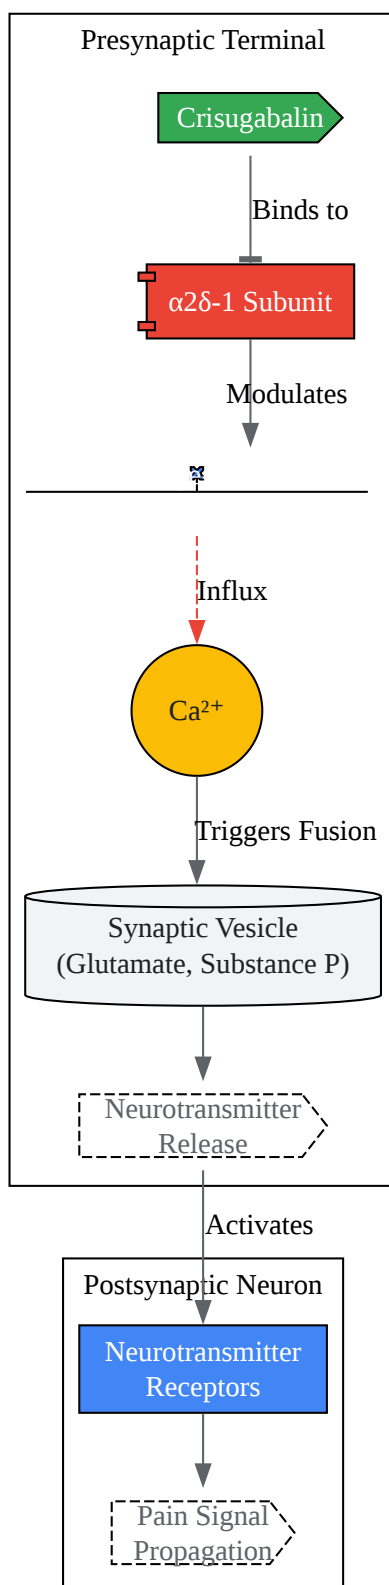 Presynaptic Terminal
Crisugabalin
Binds to
α2δ-1 Subunit
Modulates
Influx
Ca²⁺
Triggers Fusion
Synaptic Vesicle
(Glutamate, Substance P)
Neurotransmitter
Release
Activates
Postsynaptic Neuron
Neurotransmitter
Receptors
Pain Signal
Propagation